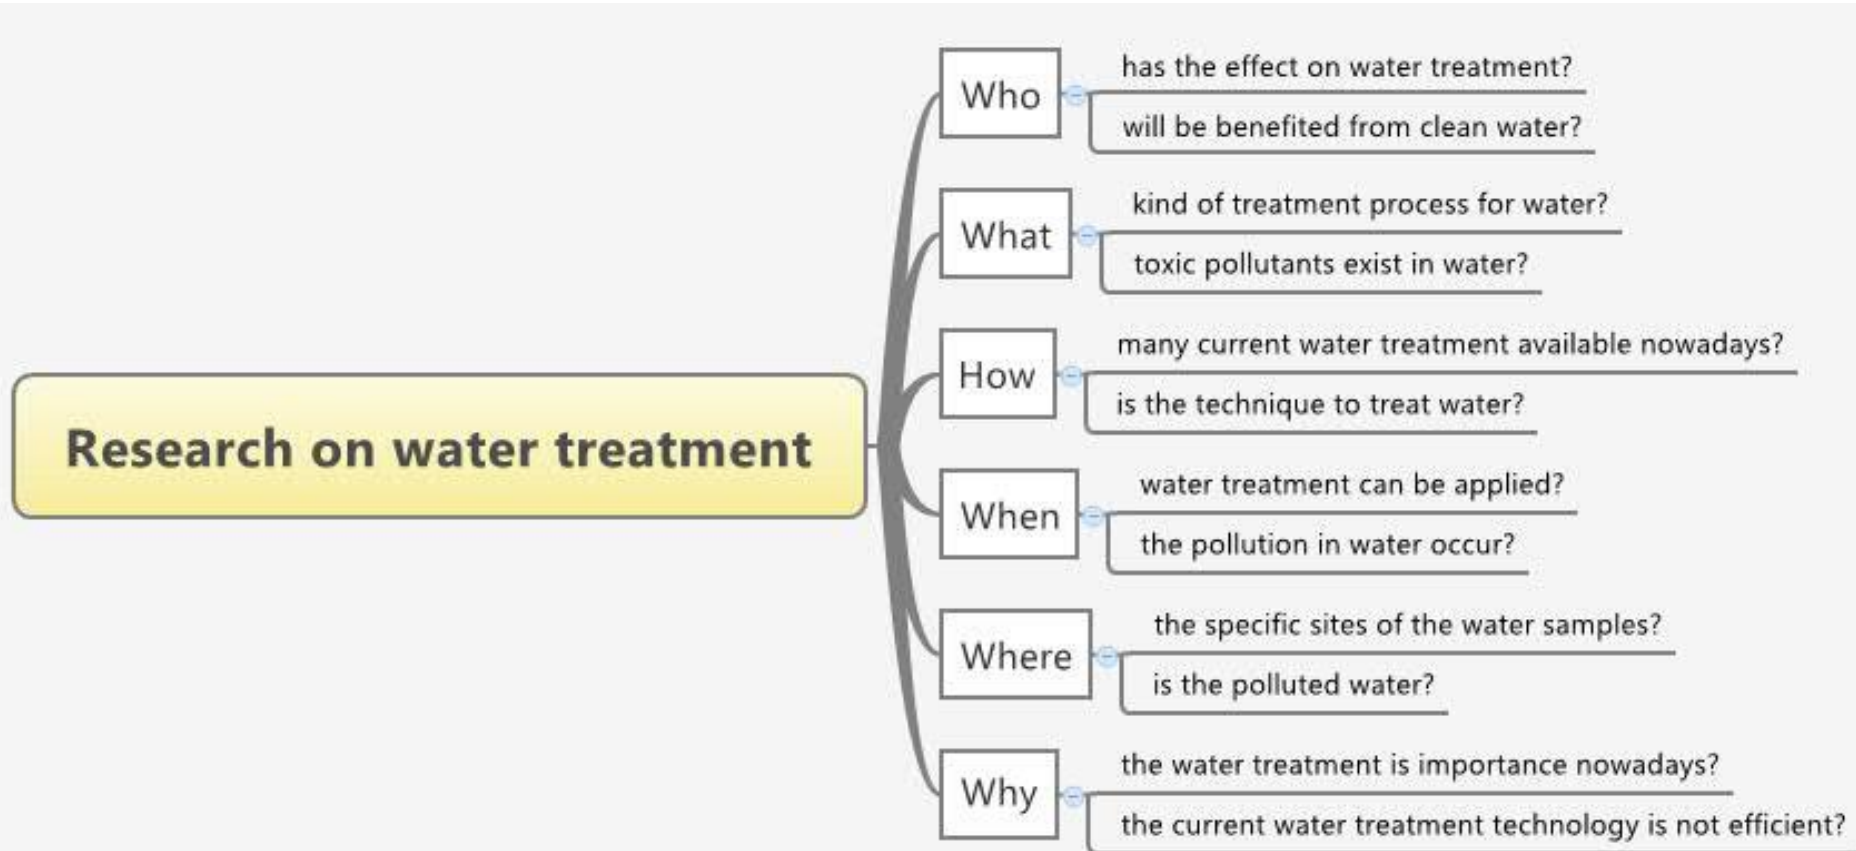 Research on water treatment
Who
has the effect on water treatment?
will be benefited from clean water?
What
kind of treatment process for water?
toxic pollutants exist in water?
How
many current water treatment available nowadays?
is the technique to treat water?
When
water treatment can be applied?
the pollution in water occur?
Where
the specific sites of the water samples?
is the polluted water?
Why
the water treatment is importance nowadays?
the current water treatment technology is not efficient?